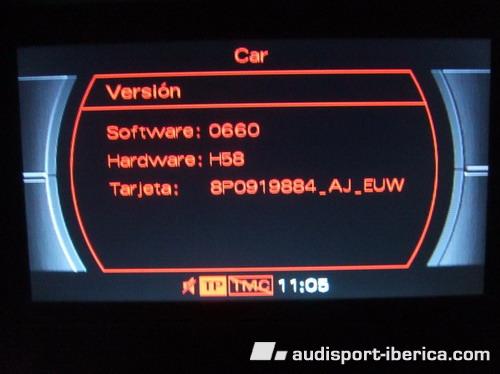 Car
Versión
Software: 0660
Hardware: H58
Tarjeta: 8P0919884_AJ_EUW
TP TMC 11:05
audisport-iberica.com